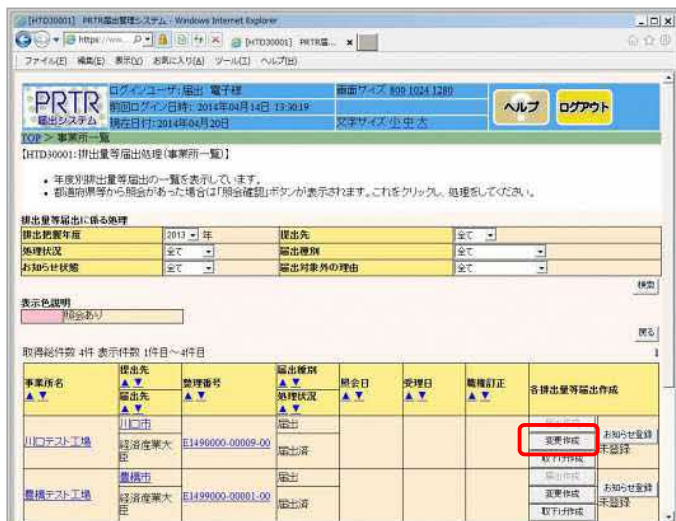 [HTD30001] PRTR届出管理システム - Windows Internet Explorer
[HTD30001] PRTR届...
ファイル(F) 編集(E) 表示(V) お気に入り(A) ツール(T) ヘルプ(H)
PRTR
届出システム
ログインユーザ:届出 電子様
前回ログイン日時: 2014年04月14日 13:30:19
現在日付:2014年04月20日
画面サイズ 800 1024 1280
文字サイズ 小 中 大
ヘルプ
ログアウト
TOP > 事業所一覧
【HTD30001:排出量等届出処理(事業所一覧)】
• 年度別排出量等届出の一覧を表示しています。
• 都道府県等から照会があった場合は「照会確認」ボタンが表示されます。これをクリックし、処理をしてください。
排出量等届出に係る処理
排出把握年度 2013 年 提出先 全て
処理状況 全て 届出種別 全て
お知らせ状態 全て 届出対象外の理由 全て
検索
表示色説明
照会あり
戻る
取得総件数 4件 表示件数 1件目~4件目 1
事業所名 ▲▼
提出先 ▲▼
届出先 ▲▼
整理番号 ▲▼
届出種別 ▲▼
処理状況 ▲▼
照会日 ▲▼
受理日 ▲▼
職権訂正 ▲▼
各排出量等届出作成
川口テスト工場
川口市
経済産業大臣
E1490000-00009-00
届出
届出済
届出作成
変更作成
取下げ作成
お知らせ登録
未登録
豊橋テスト工場
豊橋市
経済産業大臣
E1499000-00001-00
届出
届出済
届出作成
変更作成
取下げ作成
お知らせ登録
未登録